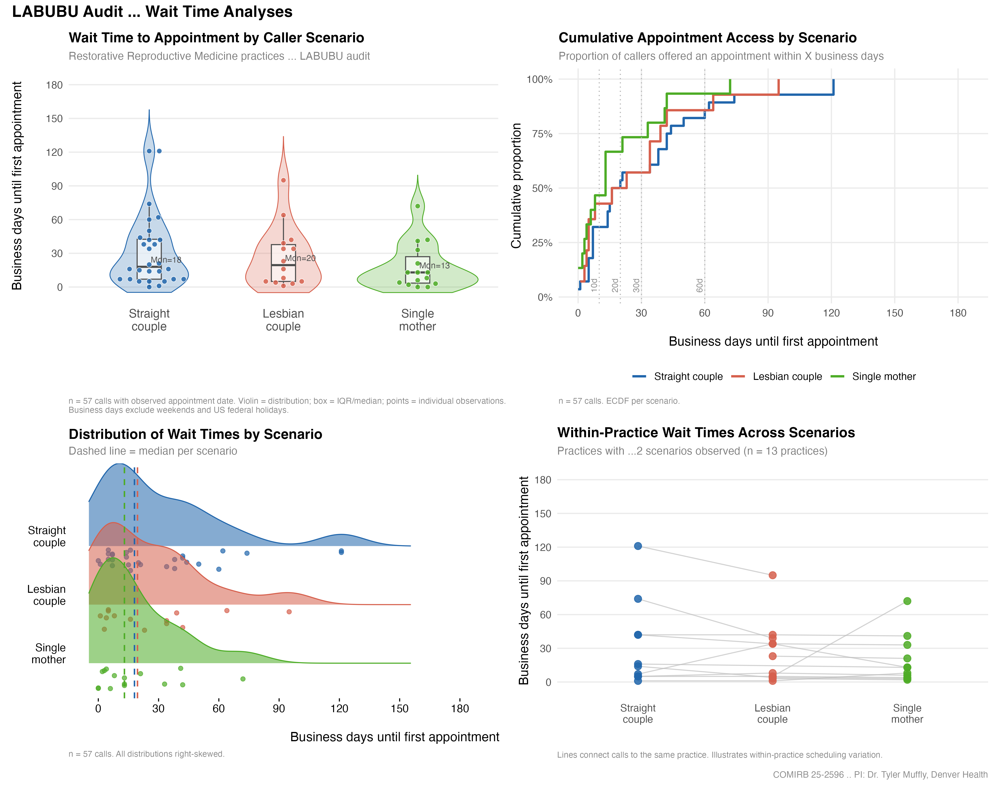 LABUBU Audit ... Wait Time Analyses
Wait Time to Appointment by Caller Scenario
Restorative Reproductive Medicine practices ... LABUBU audit
Business days until first appointment
180
150
120
90
60
30
0
Mdn=18
Mdn=20
Mdn=13
Straight
couple
Lesbian
couple
Single
mother
n = 57 calls with observed appointment date. Violin = distribution; box = IQR/median; points = individual observations.
Business days exclude weekends and US federal holidays.
Cumulative Appointment Access by Scenario
Proportion of callers offered an appointment within X business days
Cumulative proportion
100%
75%
50%
25%
0%
10d
20d
30d
60d
0
30
60
90
120
150
180
Business days until first appointment
Straight couple
Lesbian couple
Single mother
n = 57 calls. ECDF per scenario.
Distribution of Wait Times by Scenario
Dashed line = median per scenario
Straight
couple
Lesbian
couple
Single
mother
0
30
60
90
120
150
180
Business days until first appointment
n = 57 calls. All distributions right-skewed.
Within-Practice Wait Times Across Scenarios
Practices with ...2 scenarios observed (n = 13 practices)
Business days until first appointment
180
150
120
90
60
30
0
Straight
couple
Lesbian
couple
Single
mother
Lines connect calls to the same practice. Illustrates within-practice scheduling variation.
COMIRB 25-2596 .. PI: Dr. Tyler Muffly, Denver Health